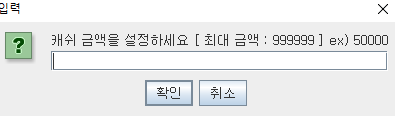 입력
캐쉬 금액을 설정하세요 [ 최대 금액 : 999999 ] ex) 50000
확인
취소